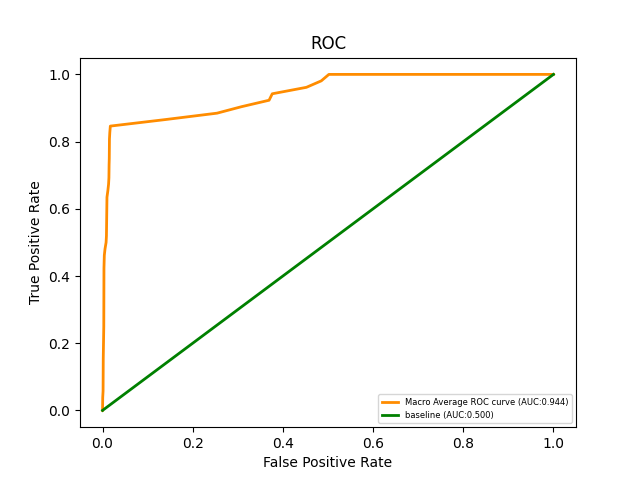 ROC
1.0
0.8
0.6
0.4
0.2
0.0
True Positive Rate
0.0 0.2 0.4 0.6 0.8 1.0
False Positive Rate
Macro Average ROC curve (AUC:0.944)
baseline (AUC:0.500)